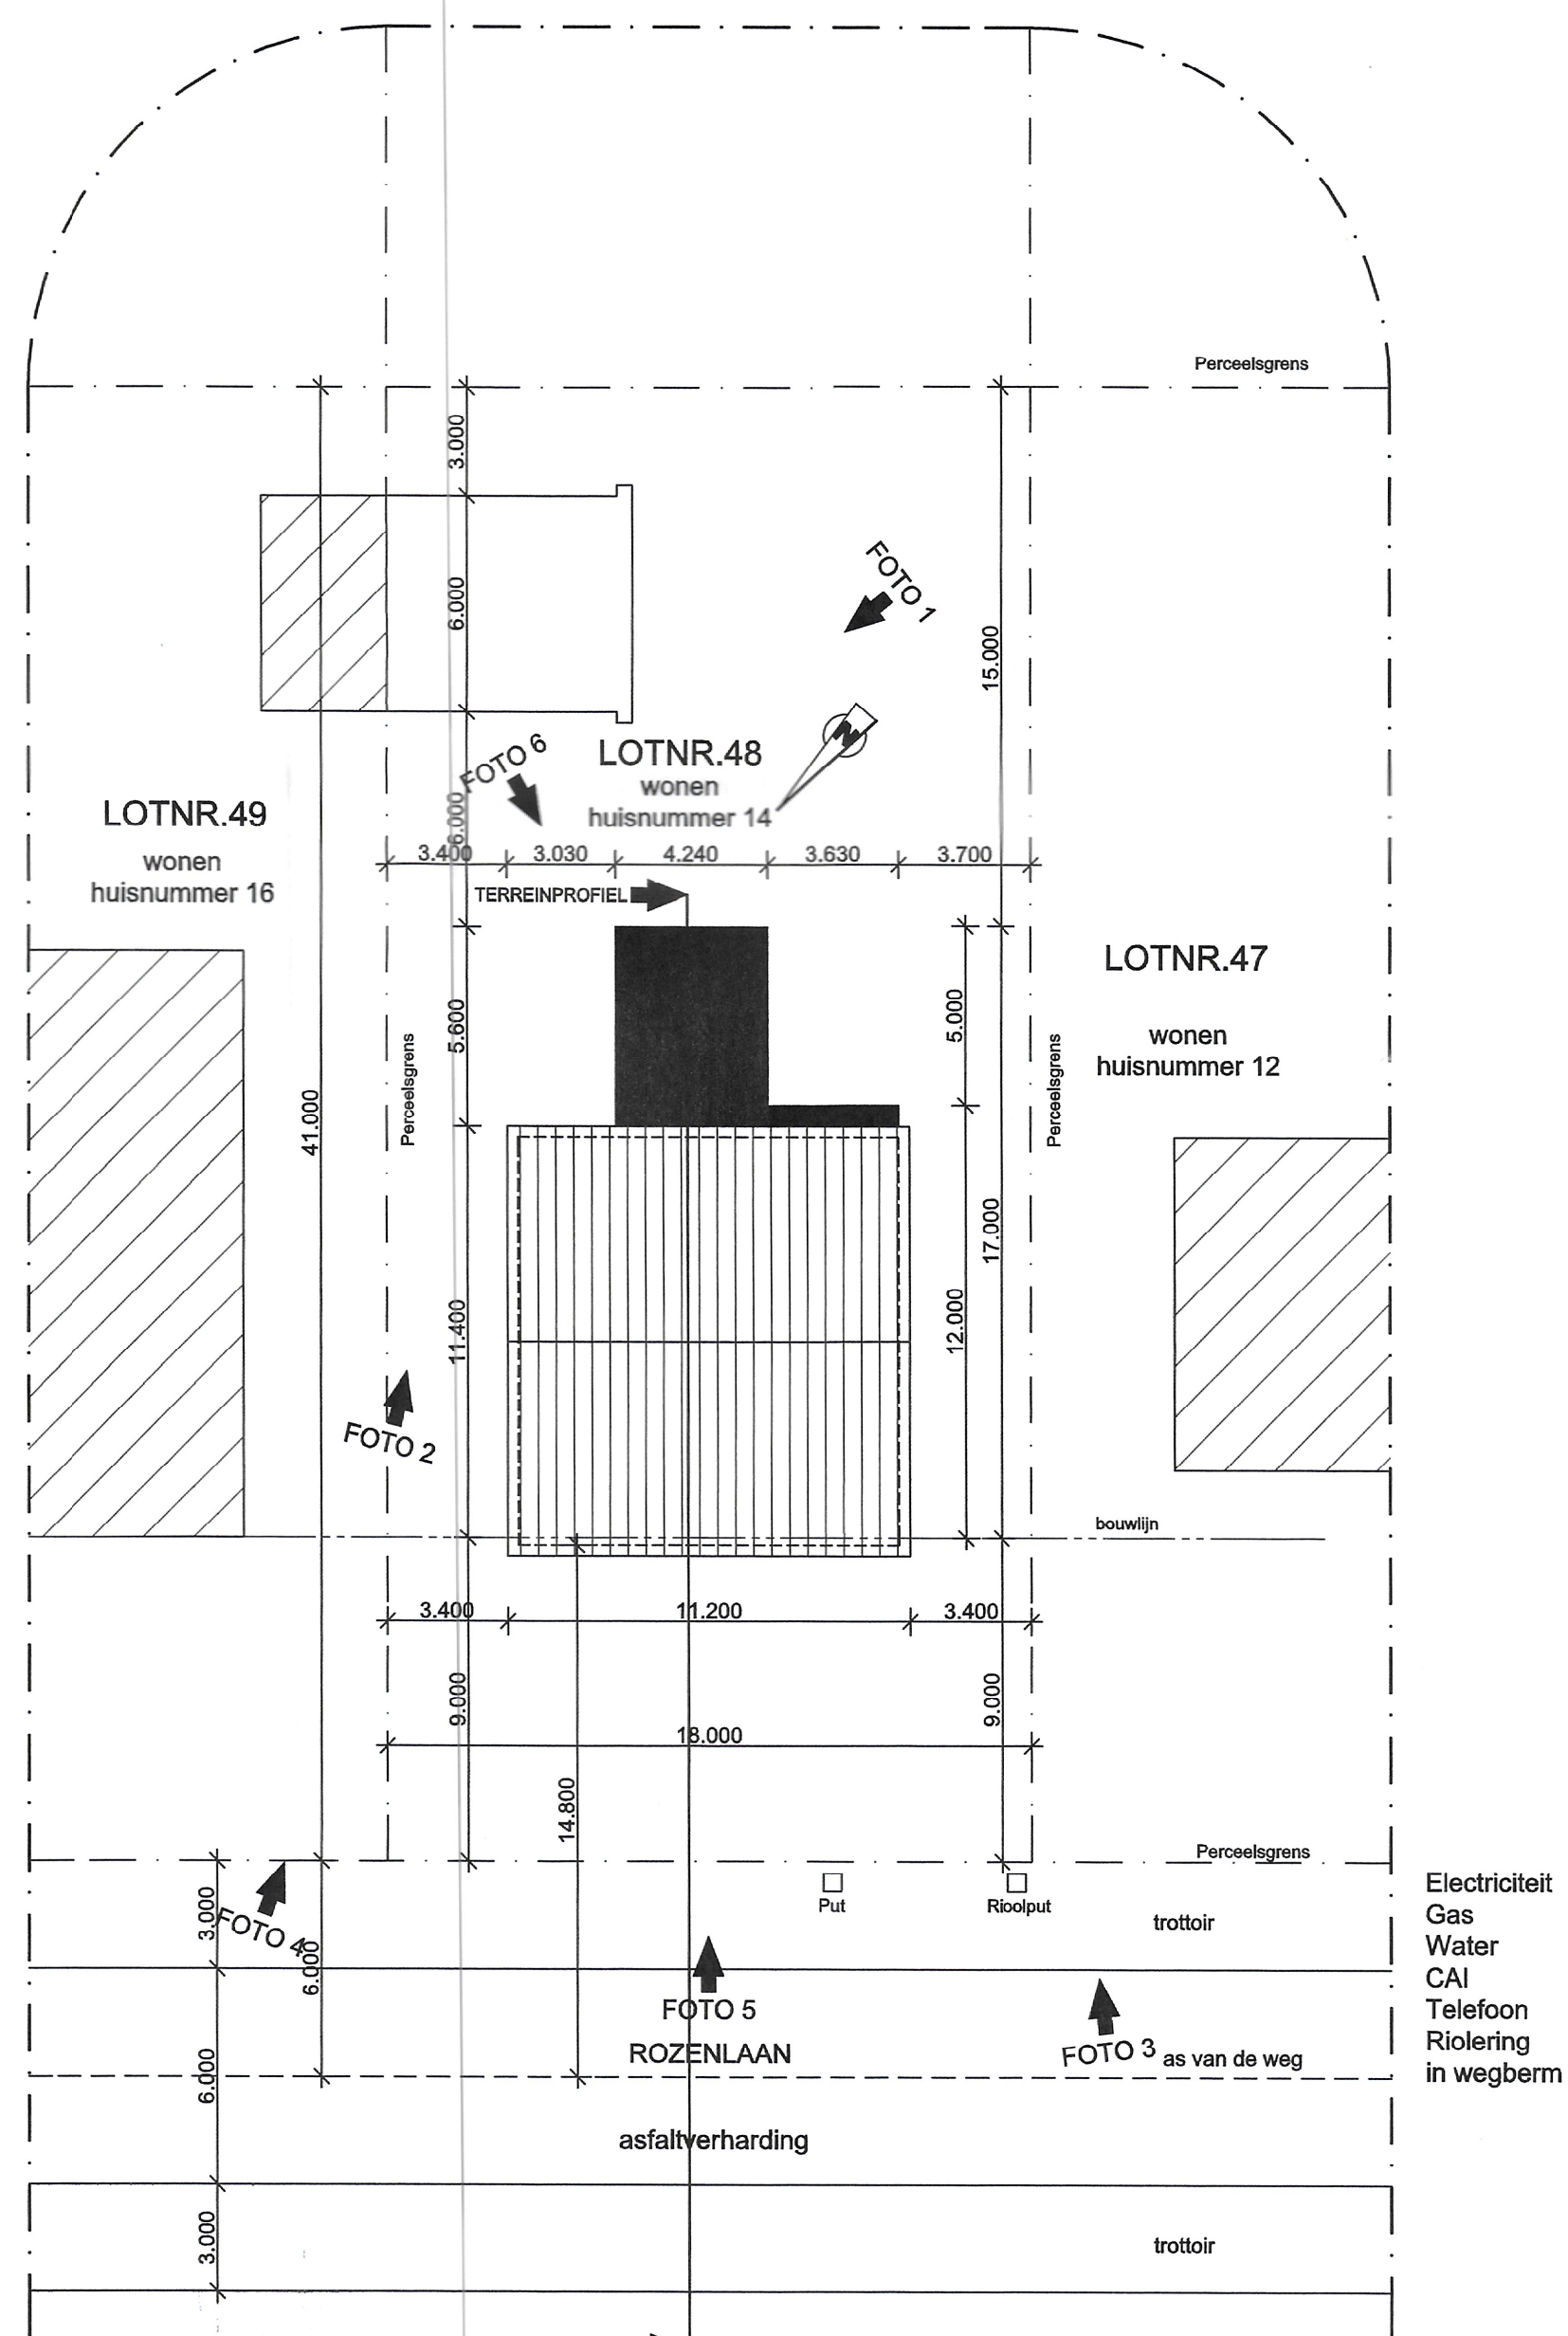 Perceelsgrens
3.000
6.000
FOTO 1
15.000
N
FOTO 6
LOTNR.48
wonen
huisnummer 14
LOTNR.49
wonen
huisnummer 16
6.000
3.400
3.030
4.240
3.630
3.700
TERREINPROFIEL
LOTNR.47
wonen
huisnummer 12
5.600
5.000
Perceelsgrens
Perceelsgrens
41.000
17.000
11.400
12.000
FOTO 2
bouwlijn
3.400
11.200
3.400
9.000
9.000
18.000
14.800
Perceelsgrens
Put
Rioolput
trottoir
3.000
FOTO 4
6.000
FOTO 5
ROZENLAAN
FOTO 3
as van de weg
Electriciteit
Gas
Water
CAI
Telefoon
Riolering
in wegberm
6.000
asfaltverharding
3.000
trottoir